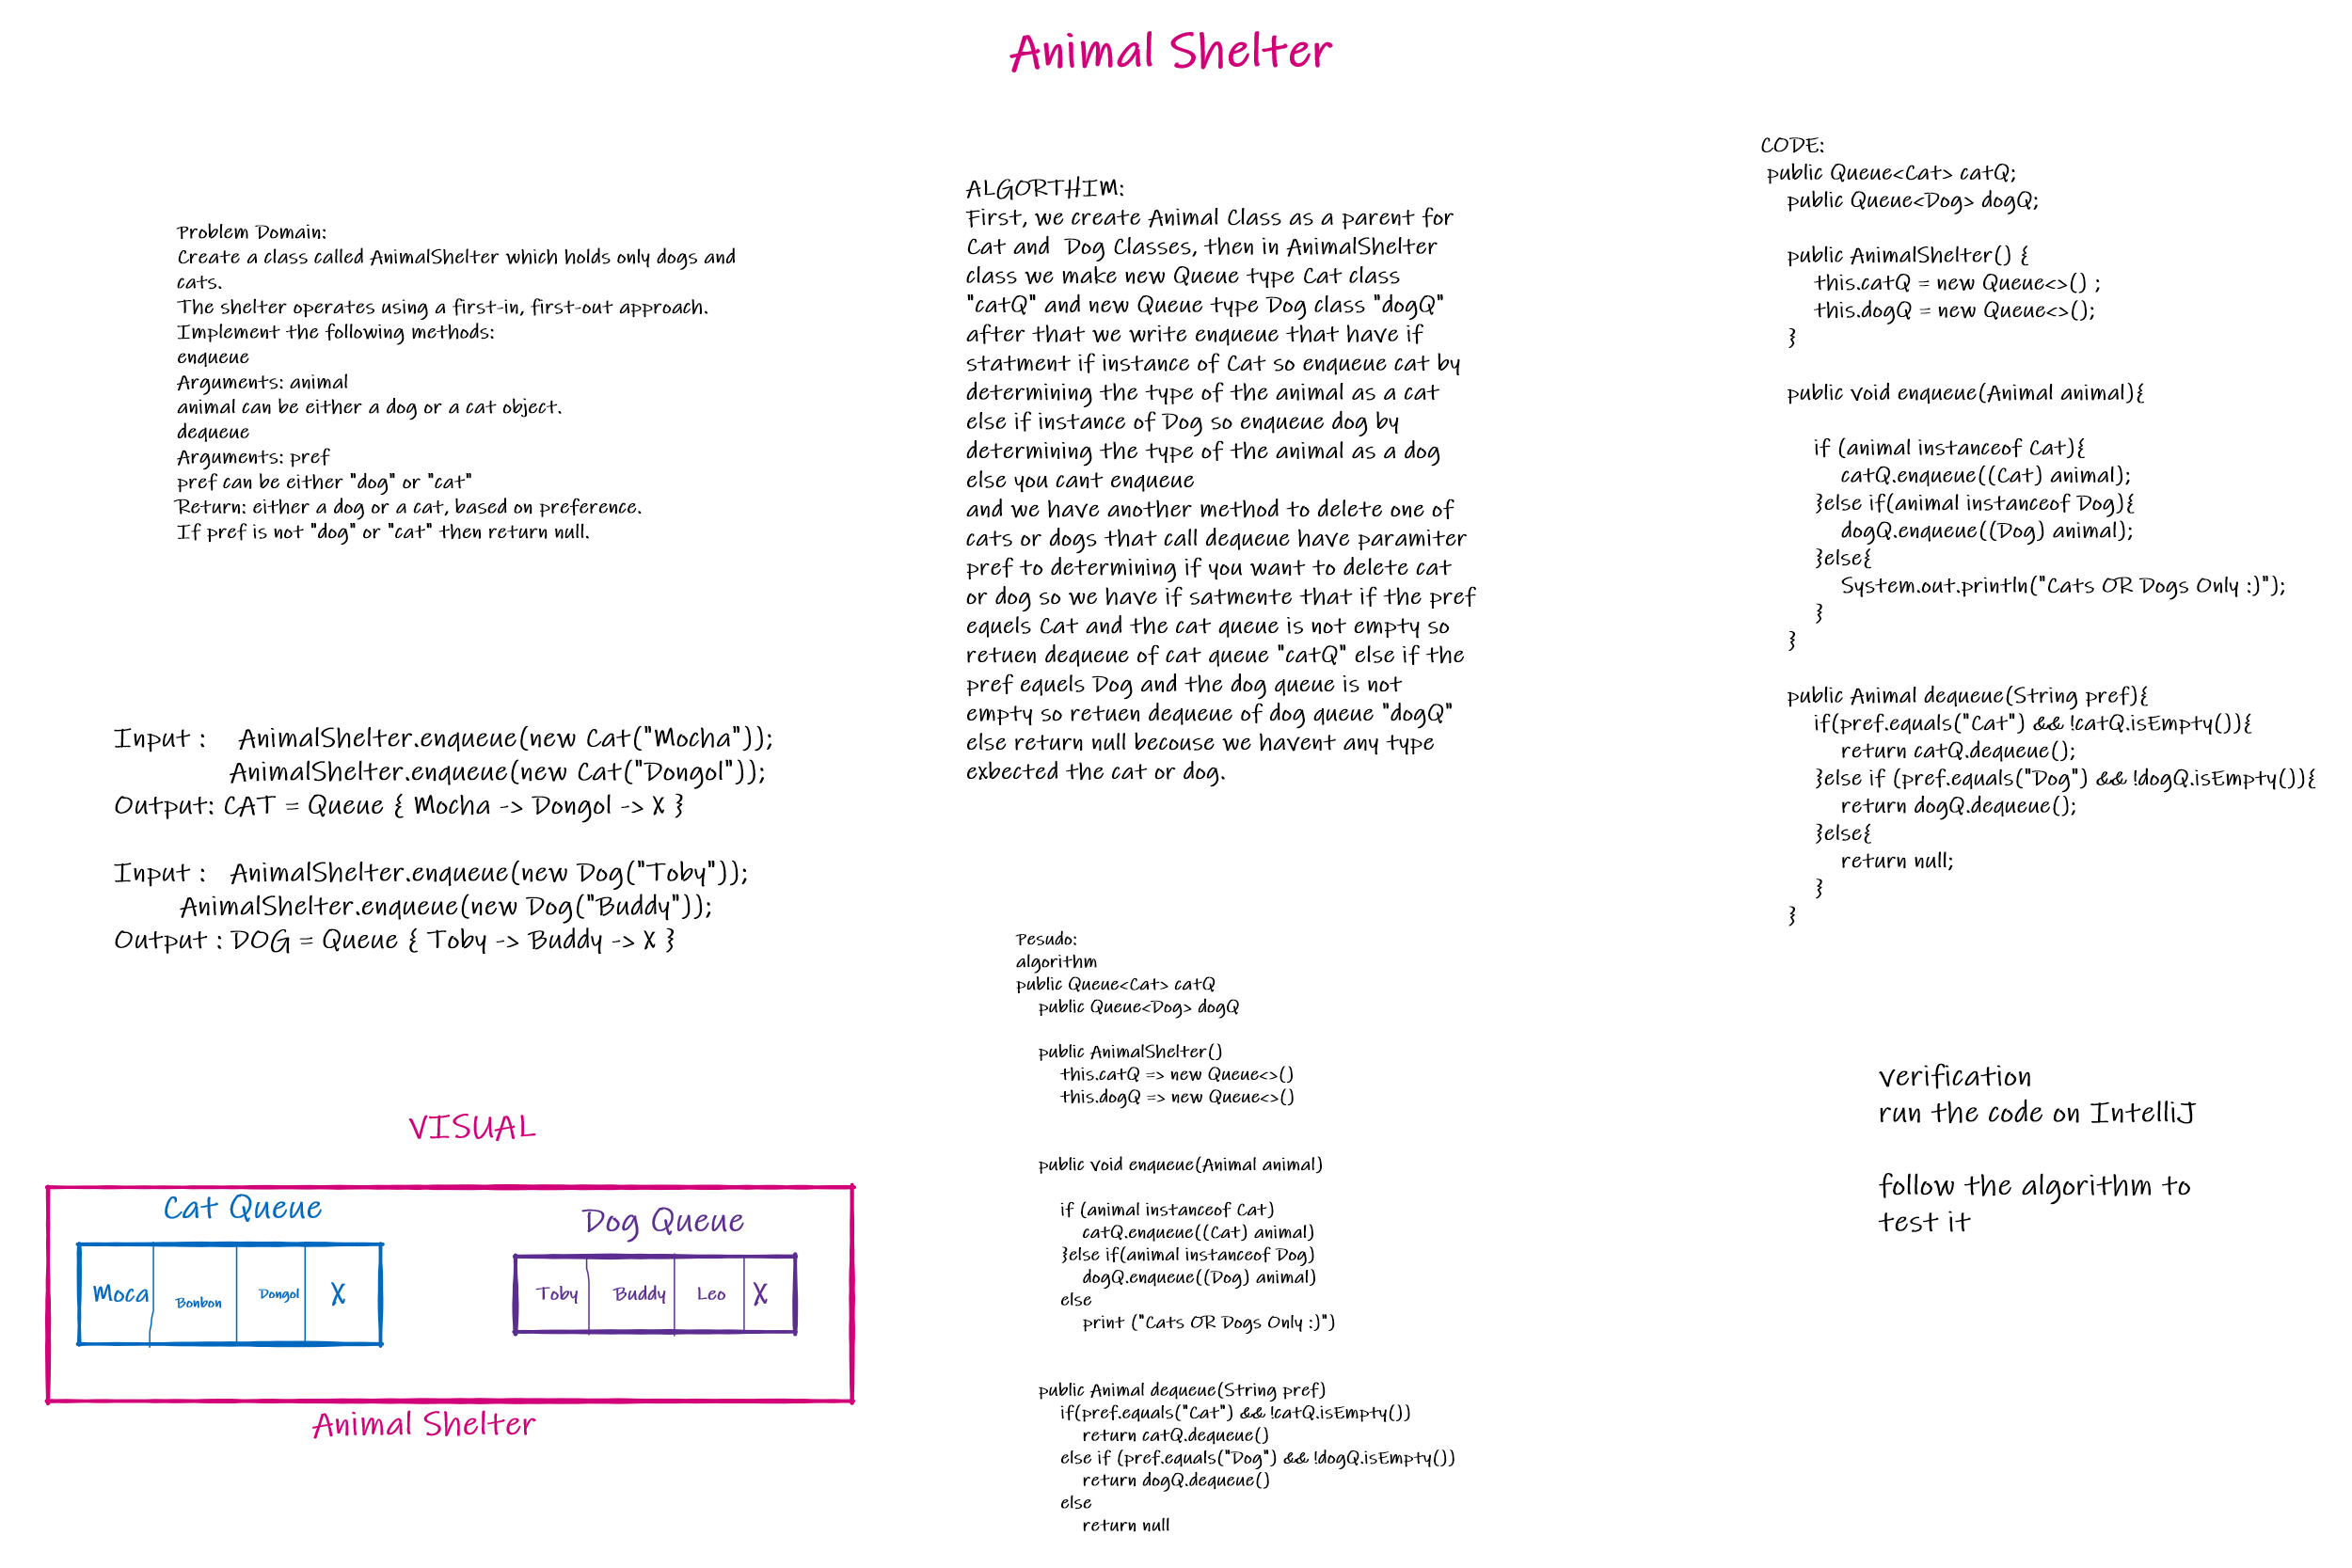 Animal Shelter
Problem Domain:
Create a class called AnimalShelter which holds only dogs and
cats.
The shelter operates using a first-in, first-out approach.
Implement the following methods:
enqueue
Arguments: animal
animal can be either a dog or a cat object.
dequeue
Arguments: pref
pref can be either "dog" or "cat"
Return: either a dog or a cat, based on preference.
If pref is not "dog" or "cat" then return null.
Input : AnimalShelter.enqueue(new Cat("Mocha"));
AnimalShelter.enqueue(new Cat("Dongol"));
Output: CAT = Queue { Mocha -> Dongol -> X }
Input : AnimalShelter.enqueue(new Dog("Toby"));
AnimalShelter.enqueue(new Dog("Buddy"));
Output : DOG = Queue { Toby -> Buddy -> X }
VISUAL
Cat Queue
Moca Bonbon Dongol X
Dog Queue
Toby Buddy Leo X
Animal Shelter
ALGORTHIM:
First, we create Animal Class as a parent for
Cat and Dog Classes, then in AnimalShelter
class we make new Queue type Cat class
"catQ" and new Queue type Dog class "dogQ"
after that we write enqueue that have if
statment if instance of Cat so enqueue cat by
determining the type of the animal as a cat
else if instance of Dog so enqueue dog by
determining the type of the animal as a dog
else you cant enqueue
and we have another method to delete one of
cats or dogs that call dequeue have paramiter
pref to determining if you want to delete cat
or dog so we have if satmente that if the pref
equels Cat and the cat queue is not empty so
retuen dequeue of cat queue "catQ" else if the
pref equels Dog and the dog queue is not
empty so retuen dequeue of dog queue "dogQ"
else return null becouse we havent any type
exbected the cat or dog.
Pesudo:
algorithm
public Queue<Cat> catQ
public Queue<Dog> dogQ
public AnimalShelter()
this.catQ => new Queue<>()
this.dogQ => new Queue<>()
public void enqueue(Animal animal)
if (animal instanceof Cat)
catQ.enqueue((Cat) animal)
}else if(animal instanceof Dog)
dogQ.enqueue((Dog) animal)
else
print ("Cats OR Dogs Only :)")
public Animal dequeue(String pref)
if(pref.equals("Cat") && !catQ.isEmpty())
return catQ.dequeue()
else if (pref.equals("Dog") && !dogQ.isEmpty())
return dogQ.dequeue()
else
return null
CODE:
public Queue<Cat> catQ;
public Queue<Dog> dogQ;
public AnimalShelter() {
this.catQ = new Queue<>() ;
this.dogQ = new Queue<>();
}
public void enqueue(Animal animal){
if (animal instanceof Cat){
catQ.enqueue((Cat) animal);
}else if(animal instanceof Dog){
dogQ.enqueue((Dog) animal);
}else{
System.out.println("Cats OR Dogs Only :)");
}
}
public Animal dequeue(String pref){
if(pref.equals("Cat") && !catQ.isEmpty()){
return catQ.dequeue();
}else if (pref.equals("Dog") && !dogQ.isEmpty()){
return dogQ.dequeue();
}else{
return null;
}
}
verification
run the code on IntelliJ
follow the algorithm to
test it